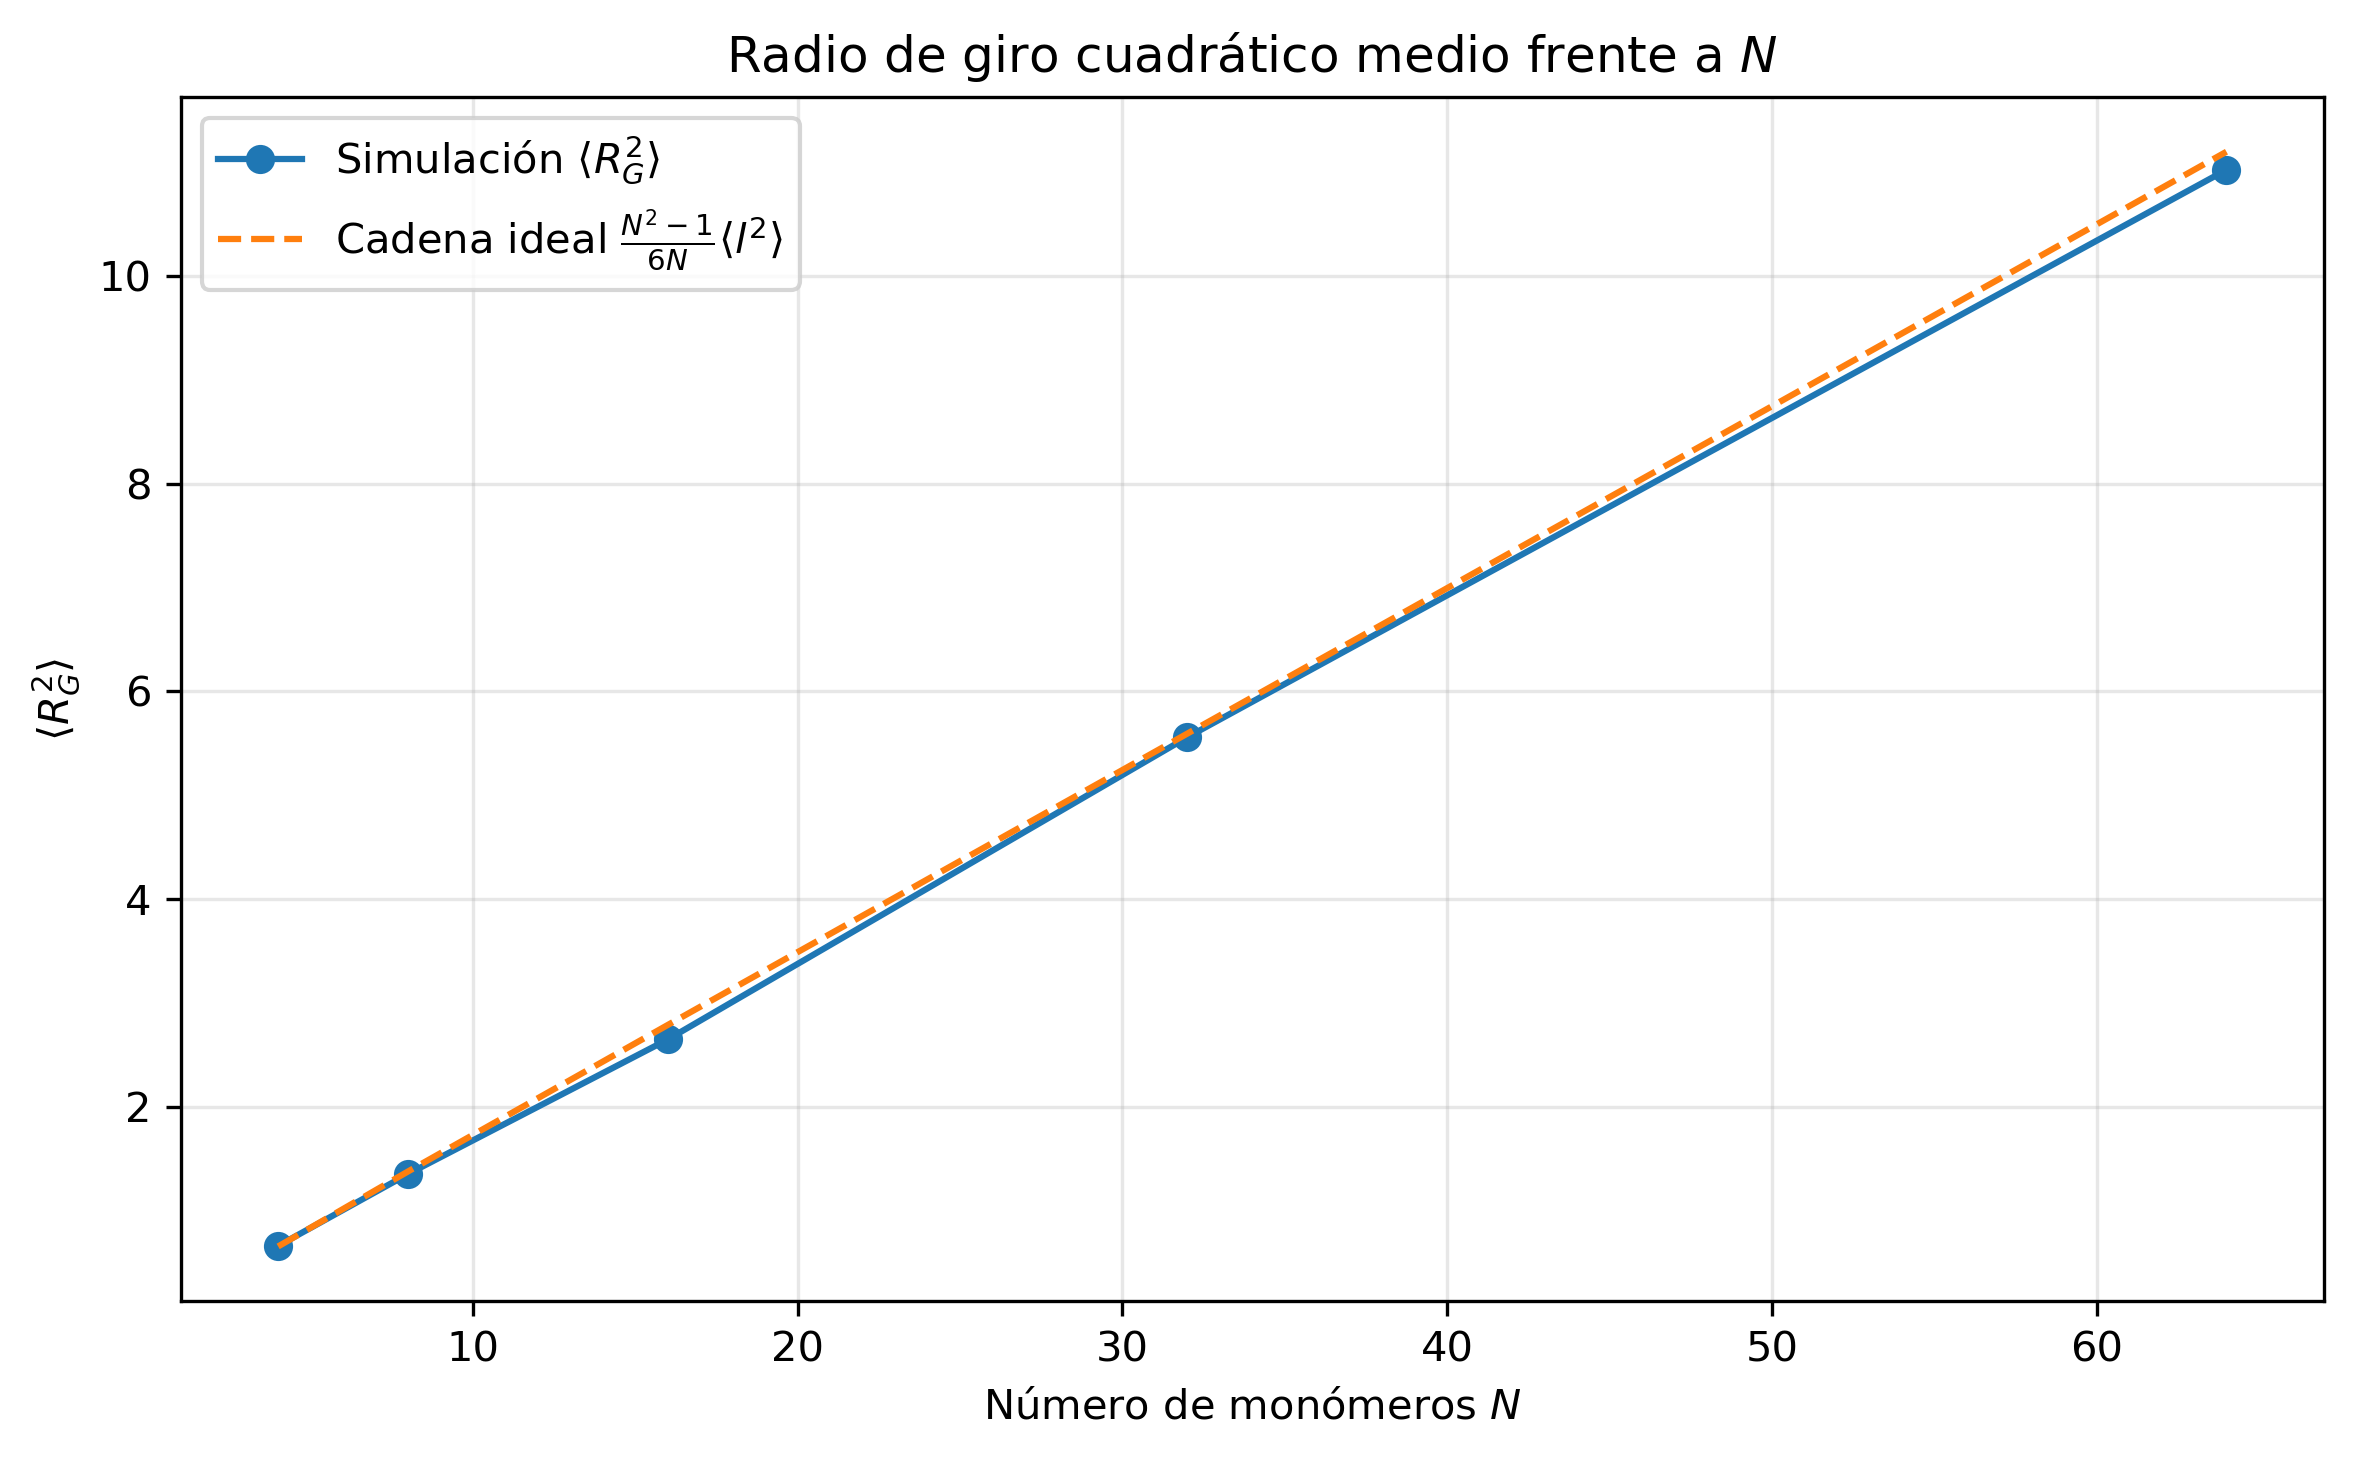 Radio de giro cuadrático medio frente a N
Simulación ⟨R_G^2⟩
Cadena ideal \frac{N^2 − 1}{6N}⟨l^2⟩
⟨R_G^2⟩
10
8
6
4
2
10 20 30 40 50 60
Número de monómeros N